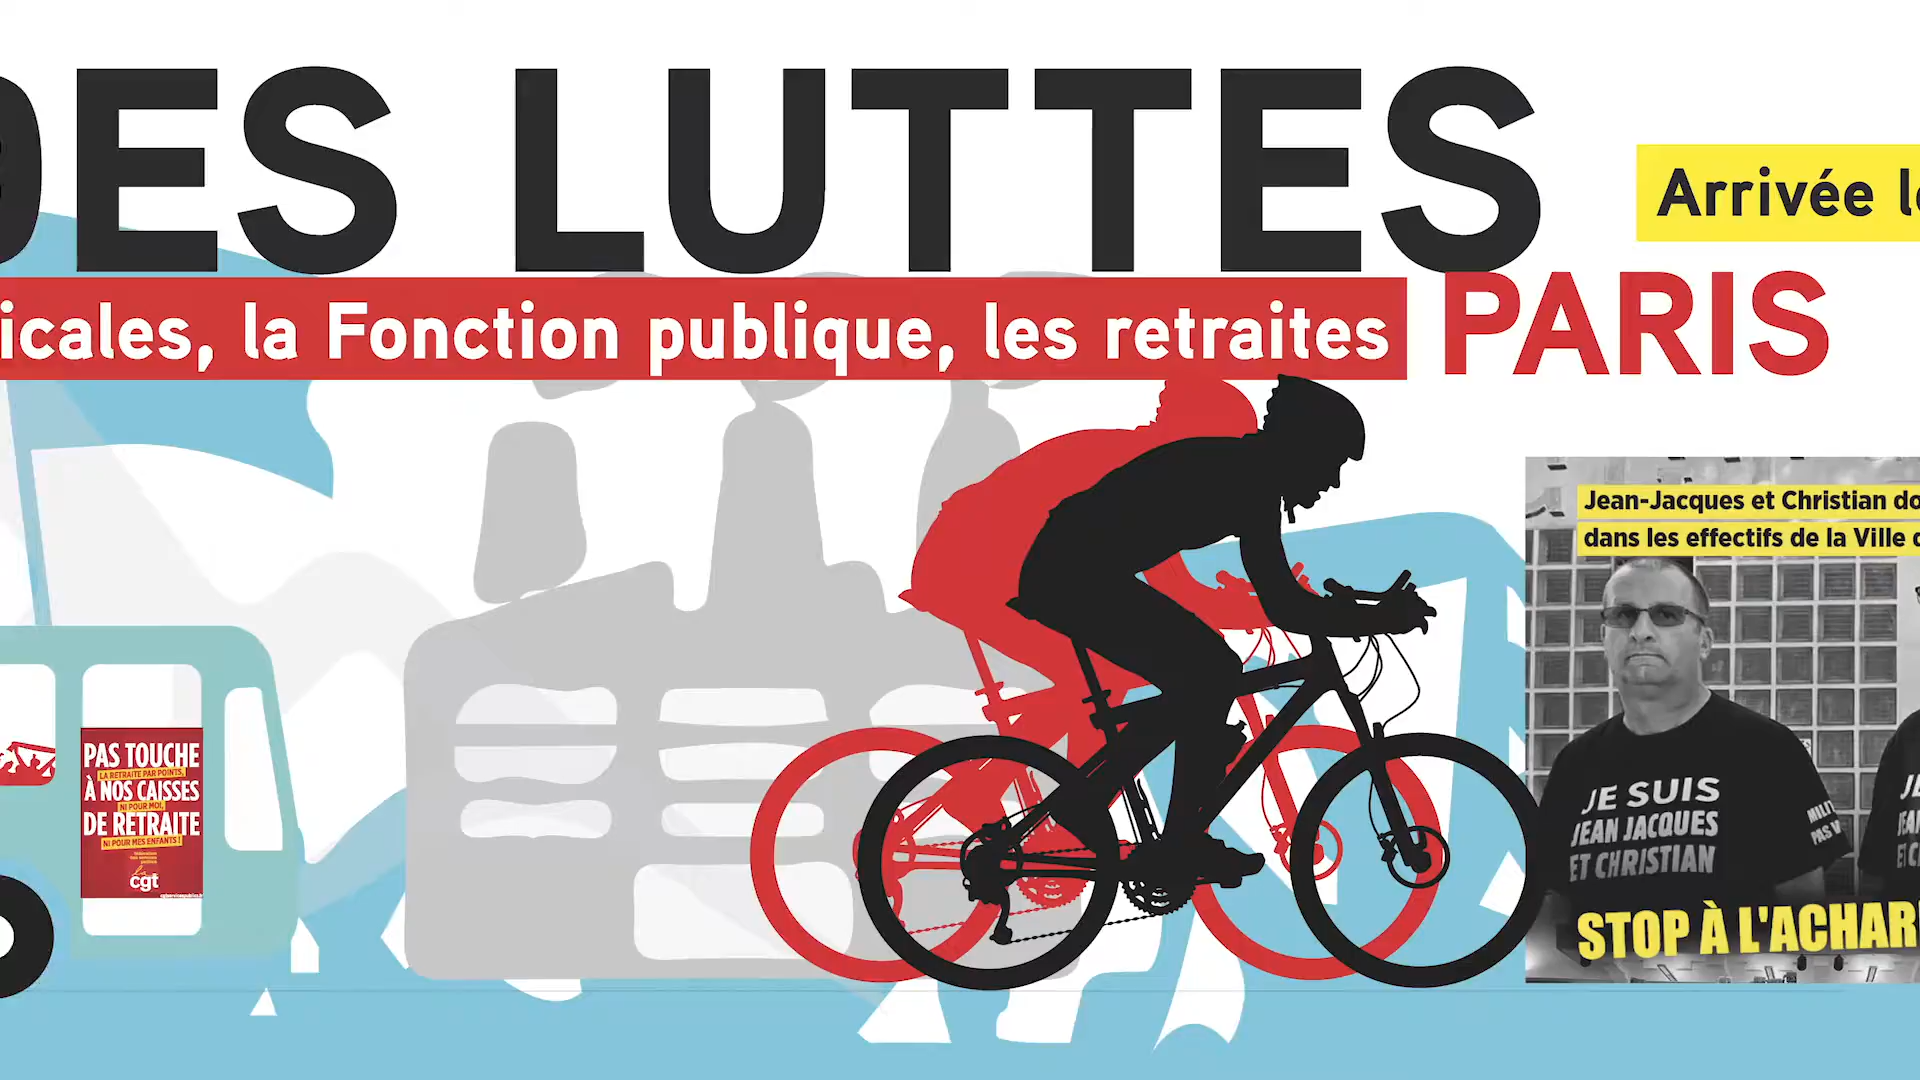 DES LUTTES
Arrivée le
icales, la Fonction publique, les retraites
PARIS
Jean-Jacques et Christian do
dans les effectifs de la Ville d
PAS TOUCHE
LA RETRAITE PAR POINTS,
À NOS CAISSES
NI POUR MOI,
DE RETRAITE
NI POUR MES ENFANTS !
la
cgt
JE SUIS
JEAN JACQUES
ET CHRISTIAN
STOP À L'ACHAR